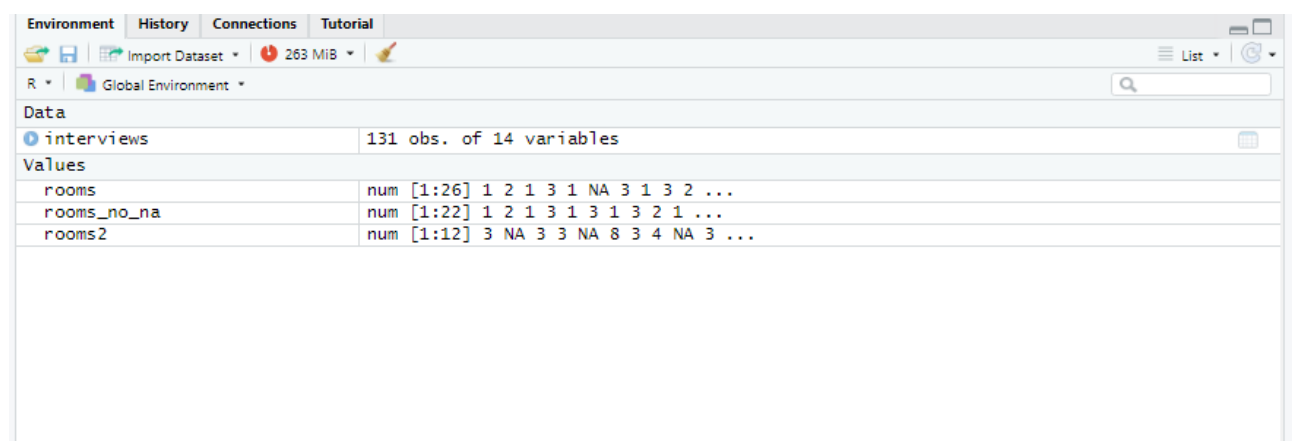 Environment History Connections Tutorial
Import Dataset 263 MiB List
R Global Environment
Data
interviews 131 obs. of 14 variables
Values
rooms num [1:26] 1 2 1 3 1 NA 3 1 3 2 ...
rooms_no_na num [1:22] 1 2 1 3 1 3 1 3 2 1 ...
rooms2 num [1:12] 3 NA 3 3 NA 8 3 4 NA 3 ...